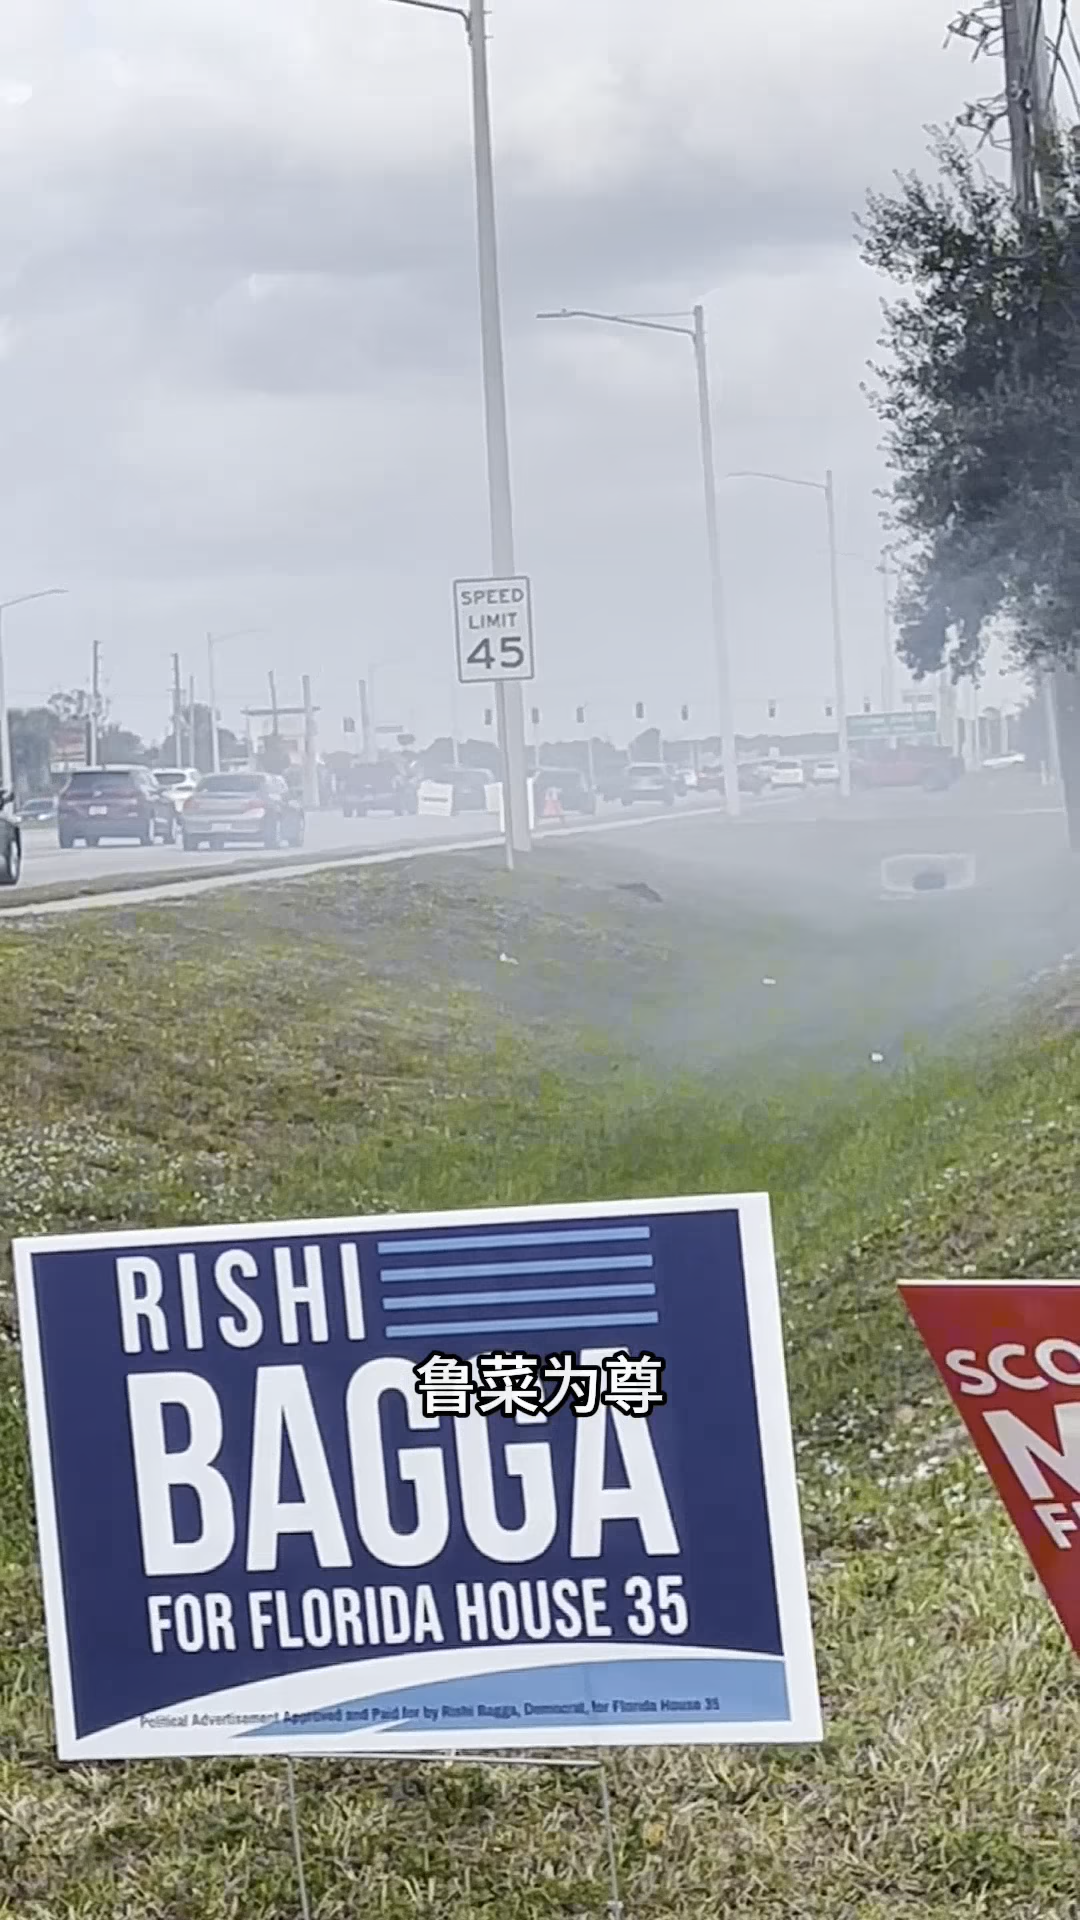 SPEED
LIMIT
45
RISHI
BAGGA
鲁菜为尊
FOR FLORIDA HOUSE 35
Political Advertisement Approved and Paid for by Rishi Bagga, Democrat, for Florida House 35
SCO
M
F